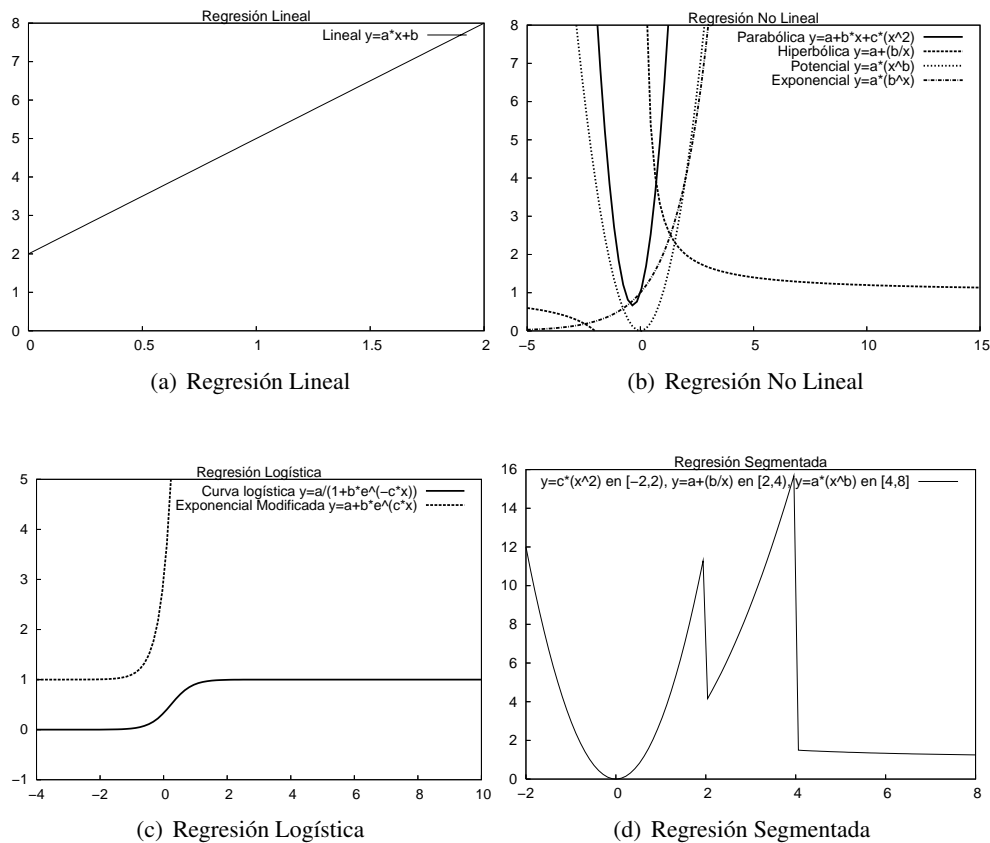 Regresión Lineal
Lineal y=a*x+b
8
7
6
5
4
3
2
1
0
0 0.5 1 1.5 2
(a) Regresión Lineal
Regresión No Lineal
Parabólica y=a+b*x+c*(x^2)
Hiperbólica y=a+(b/x)
Potencial y=a*(x^b)
Exponencial y=a*(b^x)
8
7
6
5
4
3
2
1
0
−5 0 5 10 15
(b) Regresión No Lineal
Regresión Logística
Curva logística y=a/(1+b*e^(−c*x))
Exponencial Modificada y=a+b*e^(c*x)
5
4
3
2
1
0
−1
−4 −2 0 2 4 6 8 10
(c) Regresión Logística
Regresión Segmentada
y=c*(x^2) en [−2,2), y=a+(b/x) en [2,4), y=a*(x^b) en [4,8]
16
14
12
10
8
6
4
2
0
−2 0 2 4 6 8
(d) Regresión Segmentada